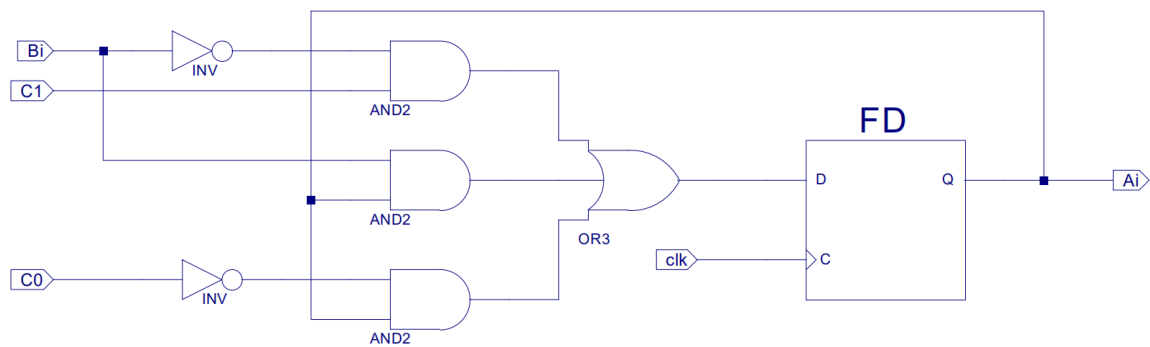 FD
Bi
INV
C1
AND2
D
Q
Ai
AND2
OR3
clk
C
C0
INV
AND2